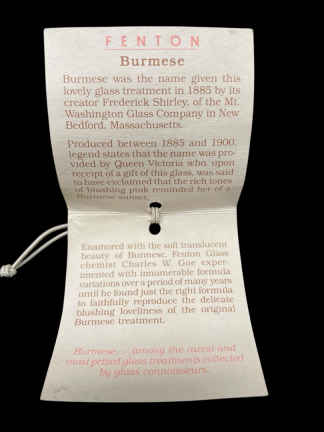 FENTON
Burmese
Burmese was the name given this
lovely glass treatment in 1885 by its
creator Frederick Shirley, of the Mt.
Washington Glass Company in New
Bedford, Massachusetts.
Produced between 1885 and 1900,
legend states that the name was pro-
vided by Queen Victoria who upon
receipt of a gift of this glass, was said
to have exclaimed that the rich tones
of blushing pink reminded her of a
Burmese sunset.
Enamored with the soft translucent
beauty of Burmese, Fenton Glass
chemist Charles W. Goe exper-
imented with innumerable formula
variations over a period of many years
until he found just the right formula
to faithfully reproduce the delicate
blushing loveliness of the original
Burmese treatment.
Burmese... among the rarest and
most prized glass treatments collected
by glass connoisseurs.